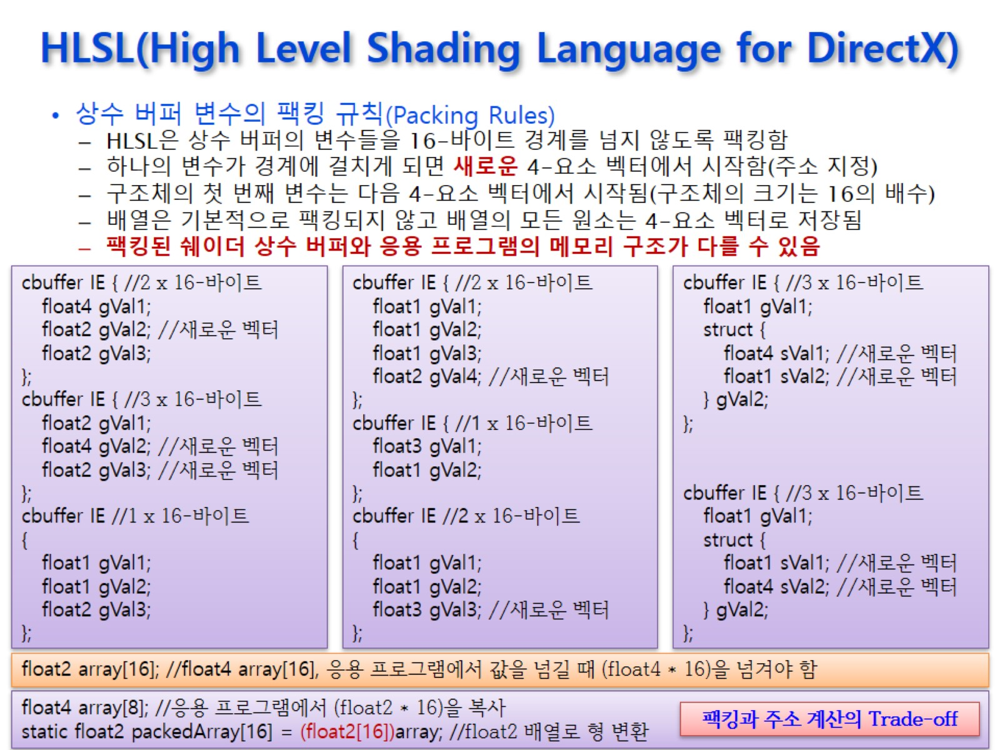 HLSL(High Level Shading Language for DirectX)
• 상수 버퍼 변수의 팩킹 규칙(Packing Rules)
– HLSL은 상수 버퍼의 변수들을 16-바이트 경계를 넘지 않도록 팩킹함
– 하나의 변수가 경계에 걸치게 되면 새로운 4-요소 벡터에서 시작함(주소 지정)
– 구조체의 첫 번째 변수는 다음 4-요소 벡터에서 시작됨(구조체의 크기는 16의 배수)
– 배열은 기본적으로 팩킹되지 않고 배열의 모든 원소는 4-요소 벡터로 저장됨
– 팩킹된 쉐이더 상수 버퍼와 응용 프로그램의 메모리 구조가 다를 수 있음
cbuffer IE { //2 x 16-바이트
float4 gVal1;
float2 gVal2; //새로운 벡터
float2 gVal3;
};
cbuffer IE { //3 x 16-바이트
float2 gVal1;
float4 gVal2; //새로운 벡터
float2 gVal3; //새로운 벡터
};
cbuffer IE //1 x 16-바이트
{
float1 gVal1;
float1 gVal2;
float2 gVal3;
};
cbuffer IE { //2 x 16-바이트
float1 gVal1;
float1 gVal2;
float1 gVal3;
float2 gVal4; //새로운 벡터
};
cbuffer IE { //1 x 16-바이트
float3 gVal1;
float1 gVal2;
};
cbuffer IE //2 x 16-바이트
{
float1 gVal1;
float1 gVal2;
float3 gVal3; //새로운 벡터
};
cbuffer IE { //3 x 16-바이트
float1 gVal1;
struct {
float4 sVal1; //새로운 벡터
float1 sVal2; //새로운 벡터
} gVal2;
};
cbuffer IE { //3 x 16-바이트
float1 gVal1;
struct {
float1 sVal1; //새로운 벡터
float4 sVal2; //새로운 벡터
} gVal2;
};
float2 array[16]; //float4 array[16], 응용 프로그램에서 값을 넘길 때 (float4 * 16)을 넘겨야 함
float4 array[8]; //응용 프로그램에서 (float2 * 16)을 복사
static float2 packedArray[16] = (float2[16])array; //float2 배열로 형 변환
팩킹과 주소 계산의 Trade-off